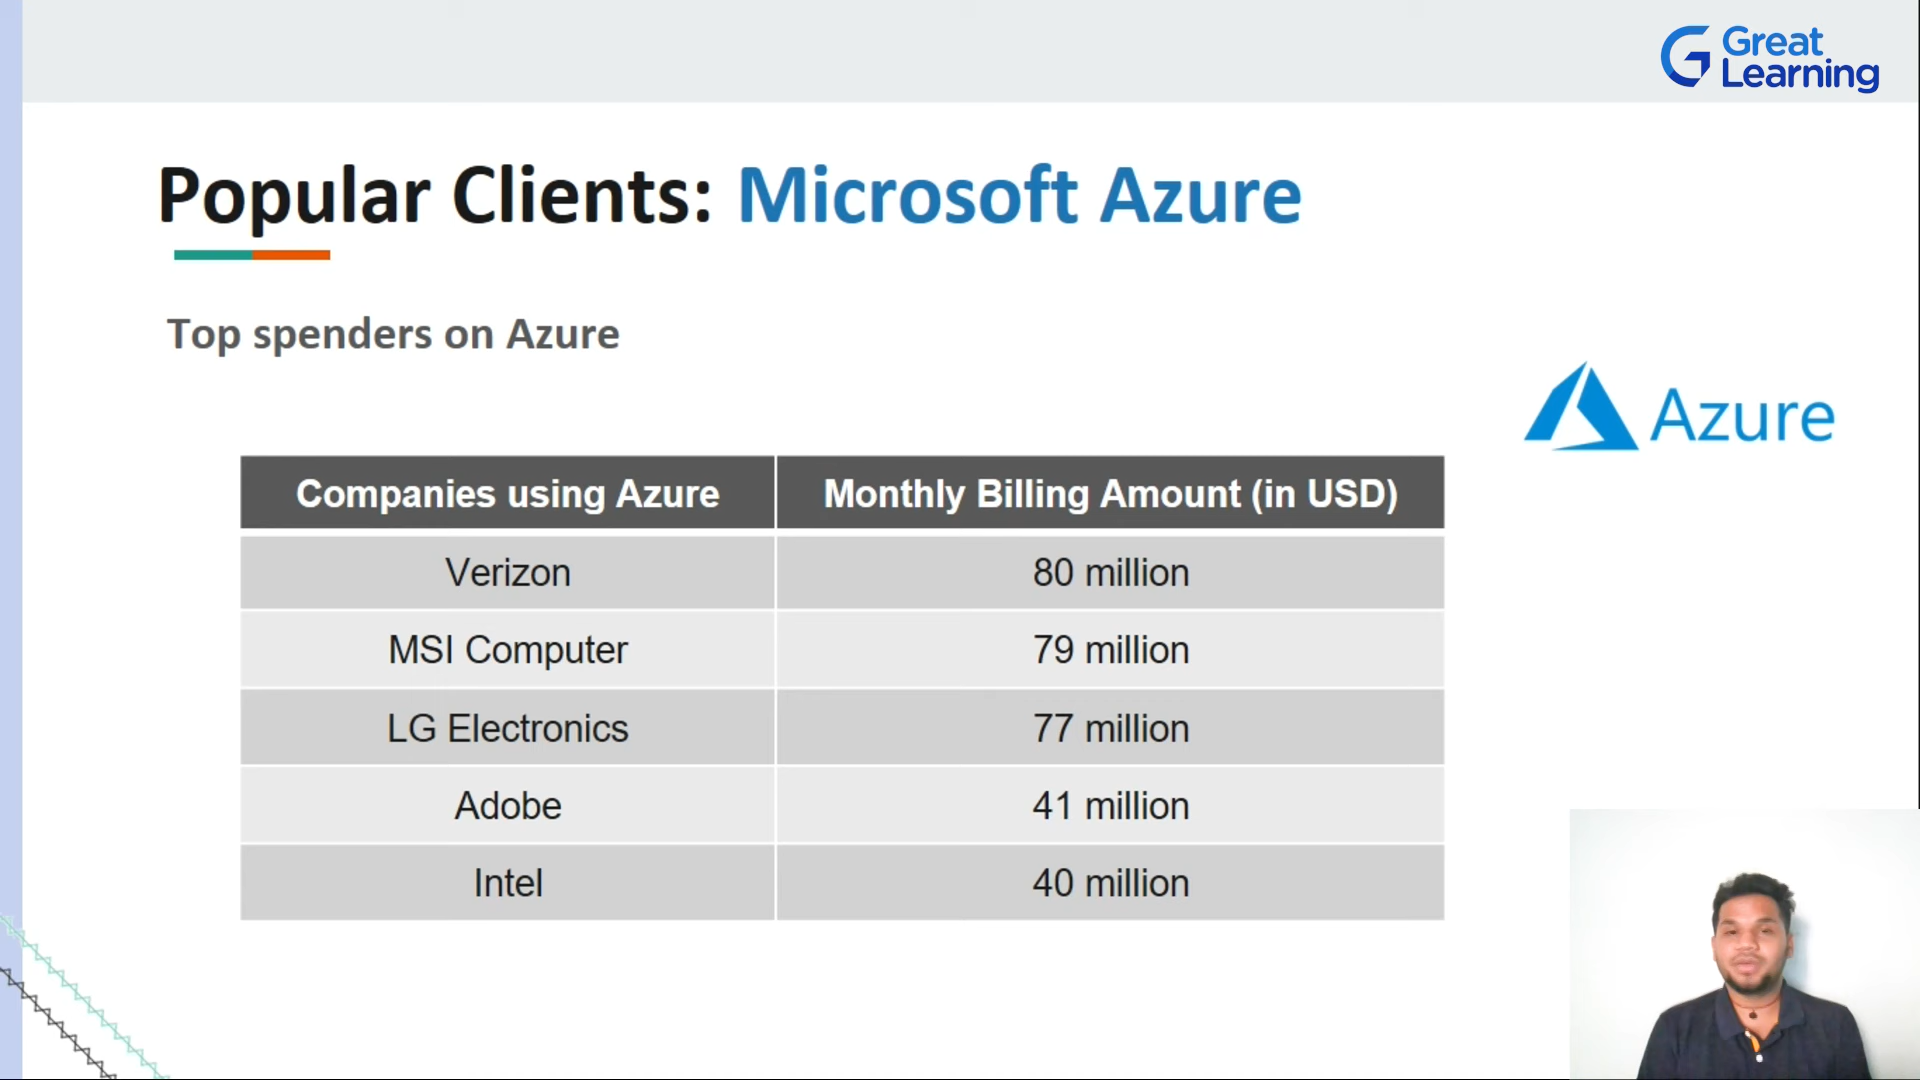 Great
Learning
Popular Clients: Microsoft Azure
Top spenders on Azure
Azure
Companies using Azure Monthly Billing Amount (in USD)
Verizon 80 million
MSI Computer 79 million
LG Electronics 77 million
Adobe 41 million
Intel 40 million